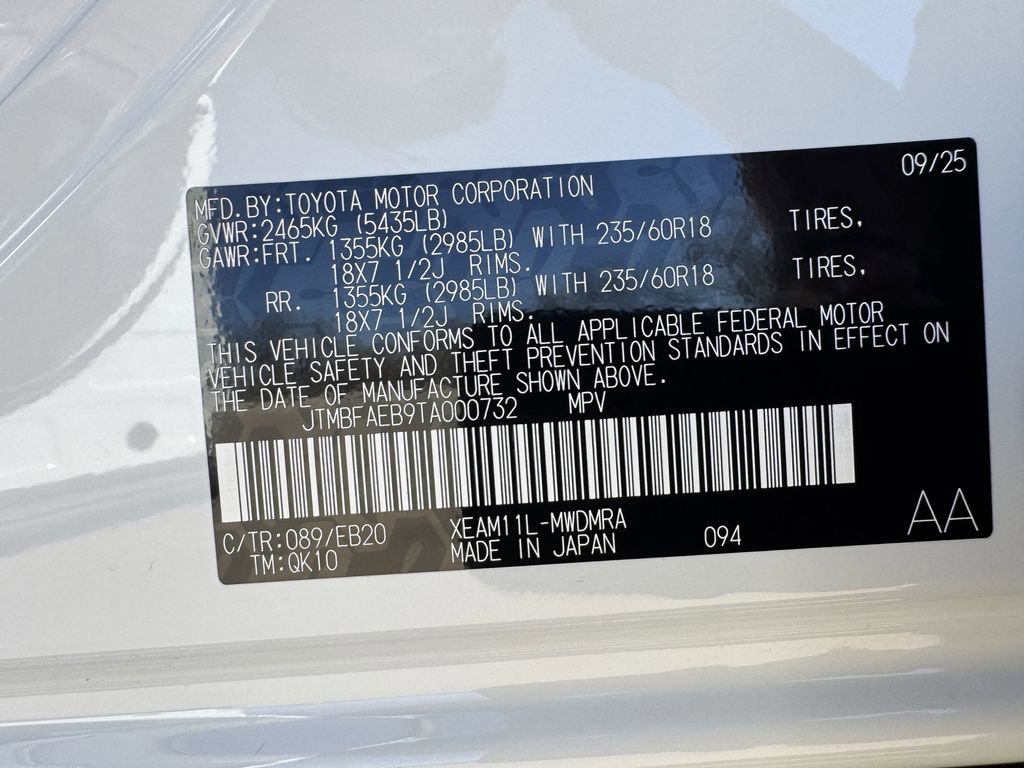 09/25
MFD. BY:TOYOTA MOTOR CORPORATION
GVWR:2465KG (5435LB)
GAWR:FRT. 1355KG (2985LB) WITH 235/60R18 TIRES,
18X7 1/2J RIMS.
RR. 1355KG (2985LB) WITH 235/60R18 TIRES,
18X7 1/2J RIMS.
THIS VEHICLE CONFORMS TO ALL APPLICABLE FEDERAL MOTOR
VEHICLE SAFETY AND THEFT PREVENTION STANDARDS IN EFFECT ON
THE DATE OF MANUFACTURE SHOWN ABOVE.
JTMBFAEB9TA000732 MPV
C/TR:089/EB20 XEAM11L-MWDMRA
TM:QK10 MADE IN JAPAN 094 AA